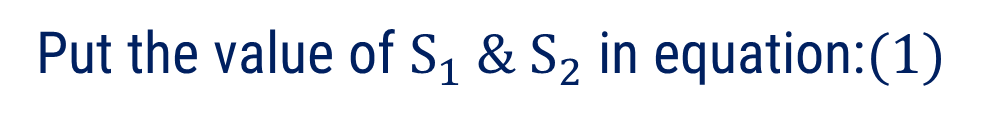 Put the value of S₁ & S₂ in equation:(1)